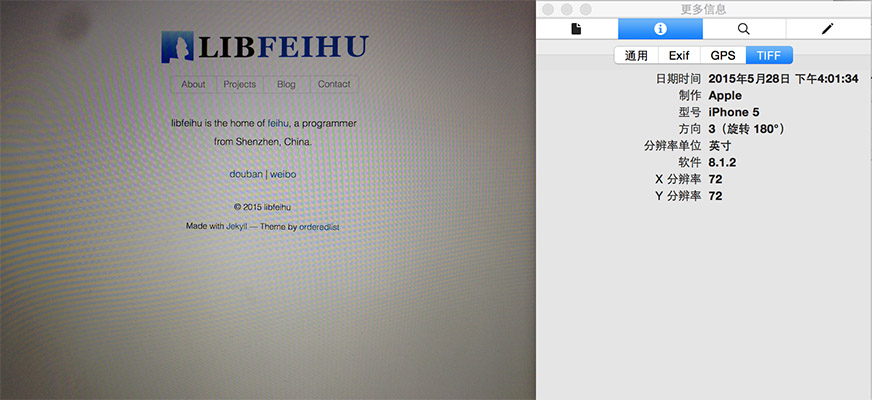 LIBFEIHU
About Projects Blog Contact
libfeihu is the home of feihu, a programmer
from Shenzhen, China.
douban | weibo
© 2015 libfeihu
Made with Jekyll — Theme by orderedlist
更多信息
通用 Exif GPS TIFF
日期时间 2015年5月28日 下午4:01:34
制作 Apple
型号 iPhone 5
方向 3（旋转 180°）
分辨率单位 英寸
软件 8.1.2
X 分辨率 72
Y 分辨率 72